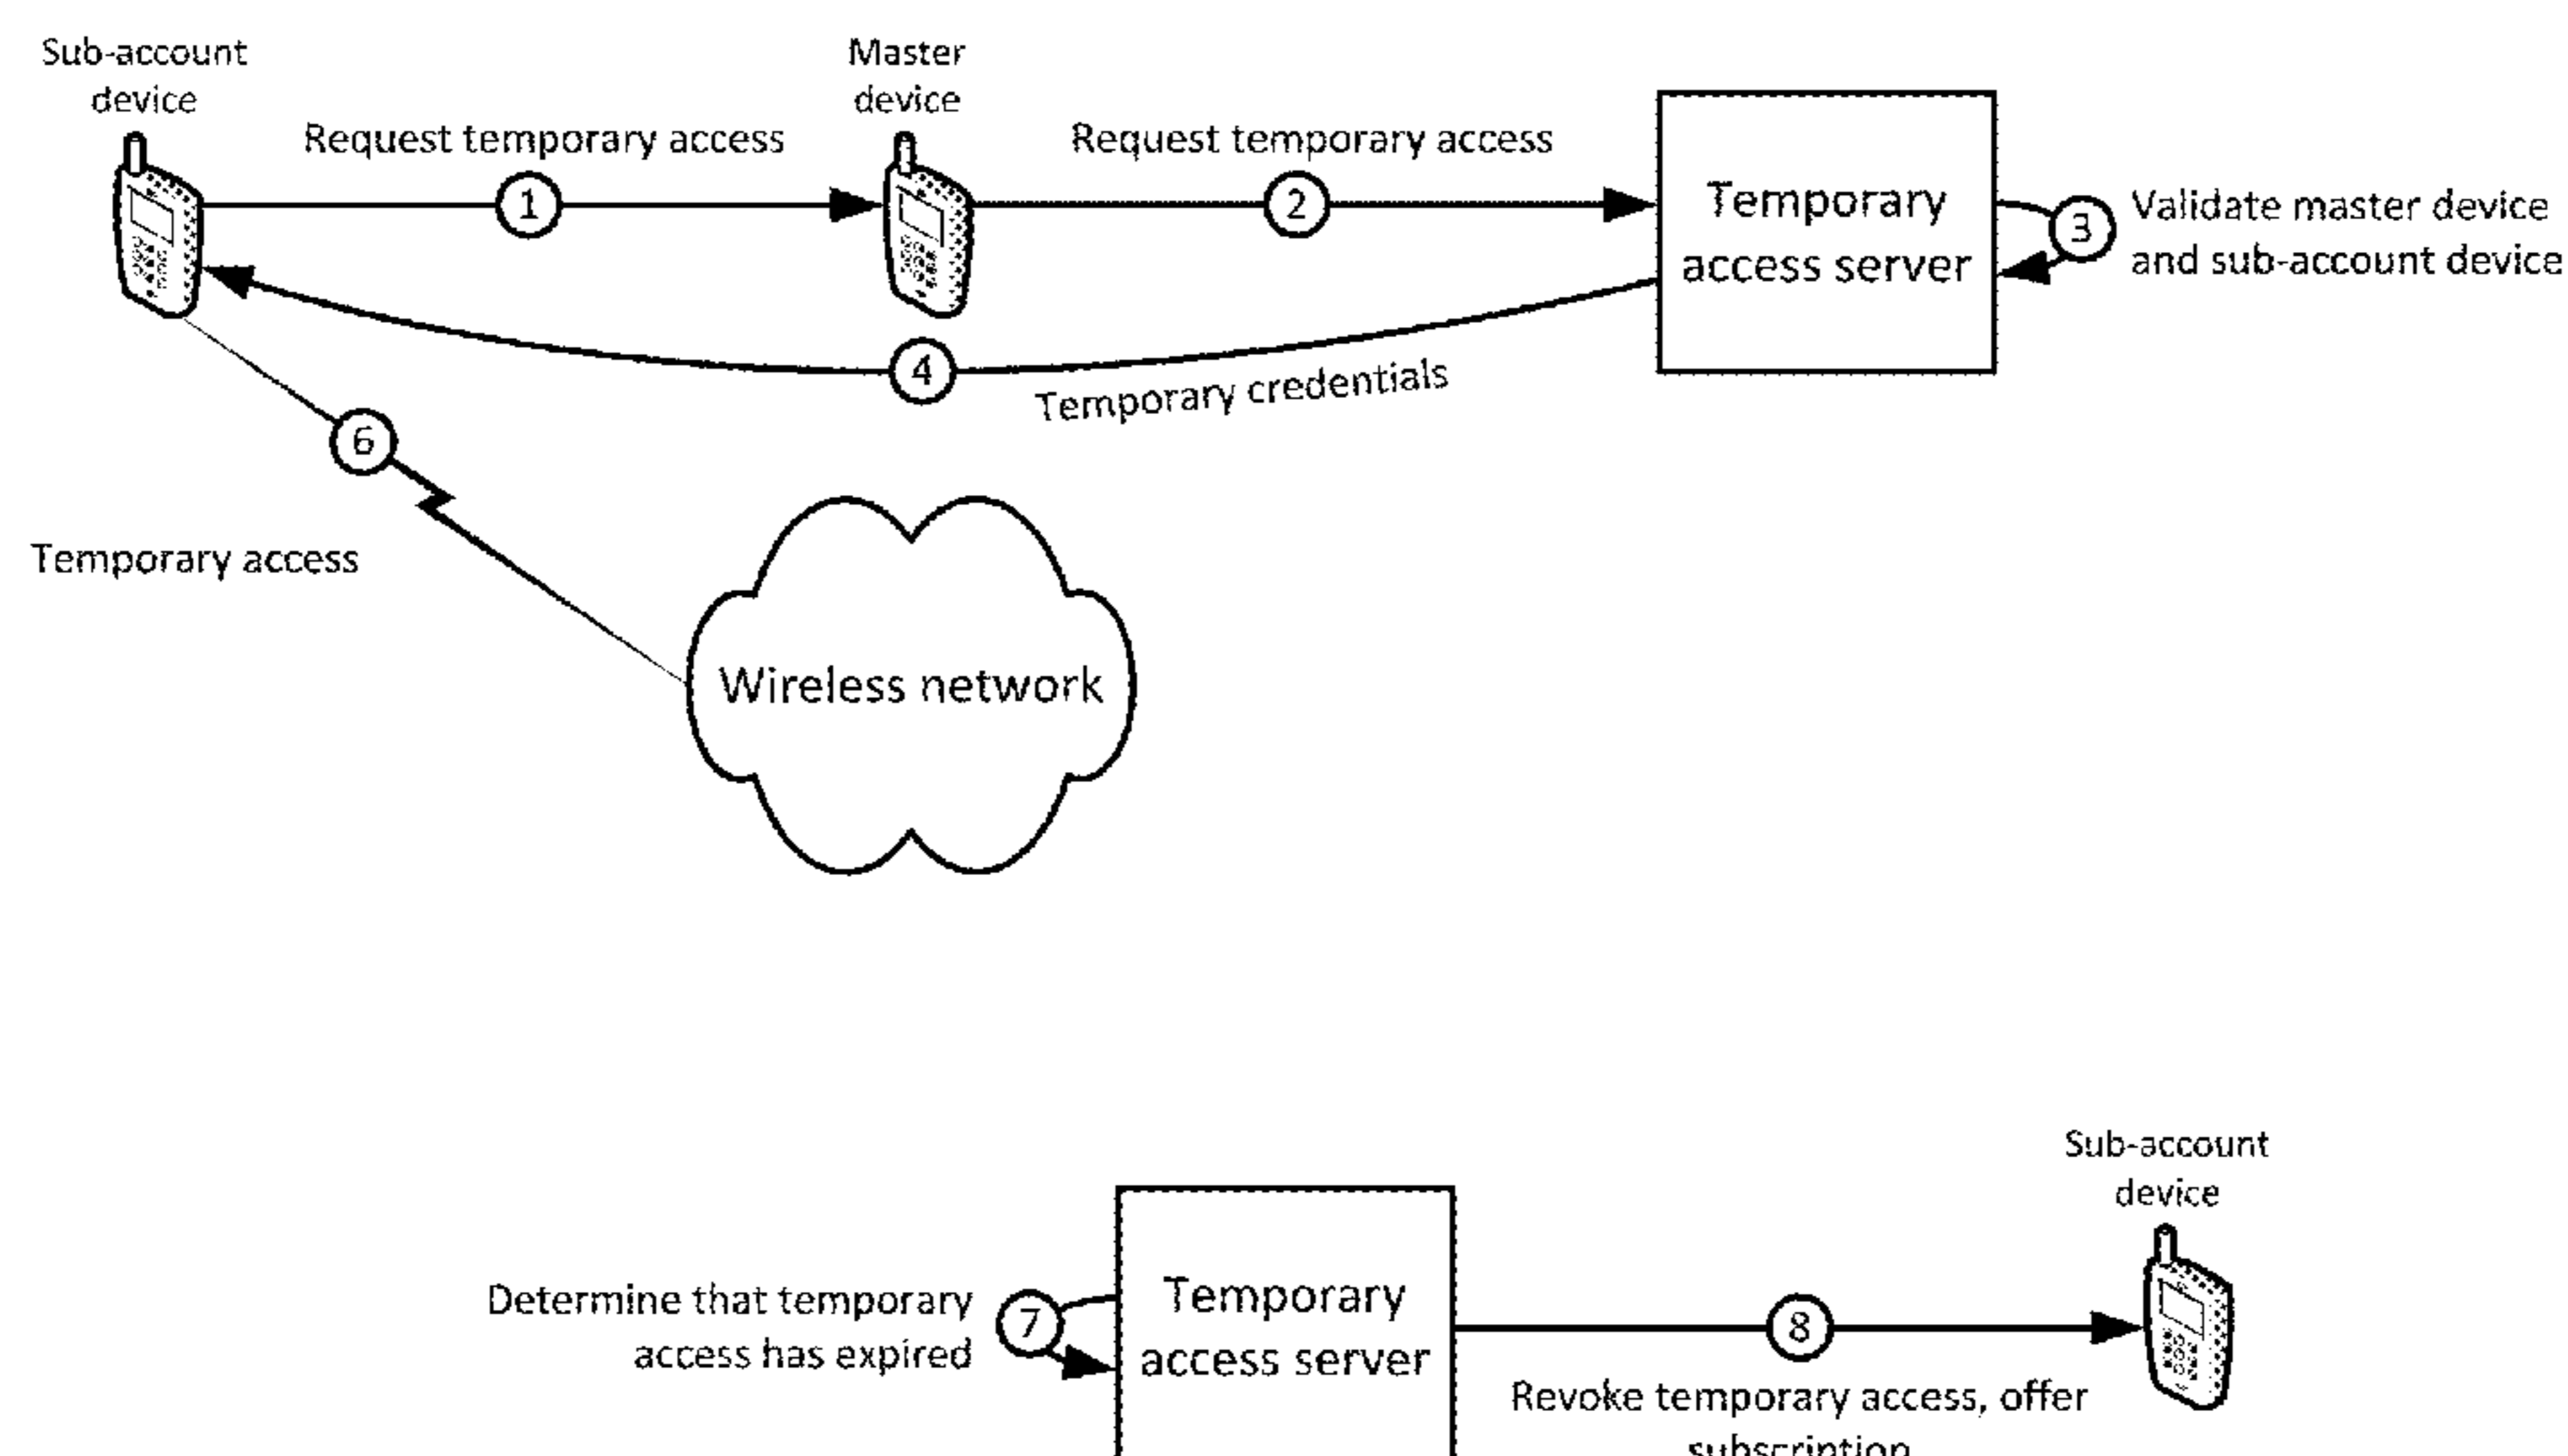 Sub-account
device
Master
device
Request temporary access
Request temporary access
1
2
Temporary
access server
3
Validate master device
and sub-account device
4
Temporary credentials
6
Temporary access
Wireless network
Sub-account
device
Determine that temporary
access has expired
7
Temporary
access server
8
Revoke temporary access, offer
subscription